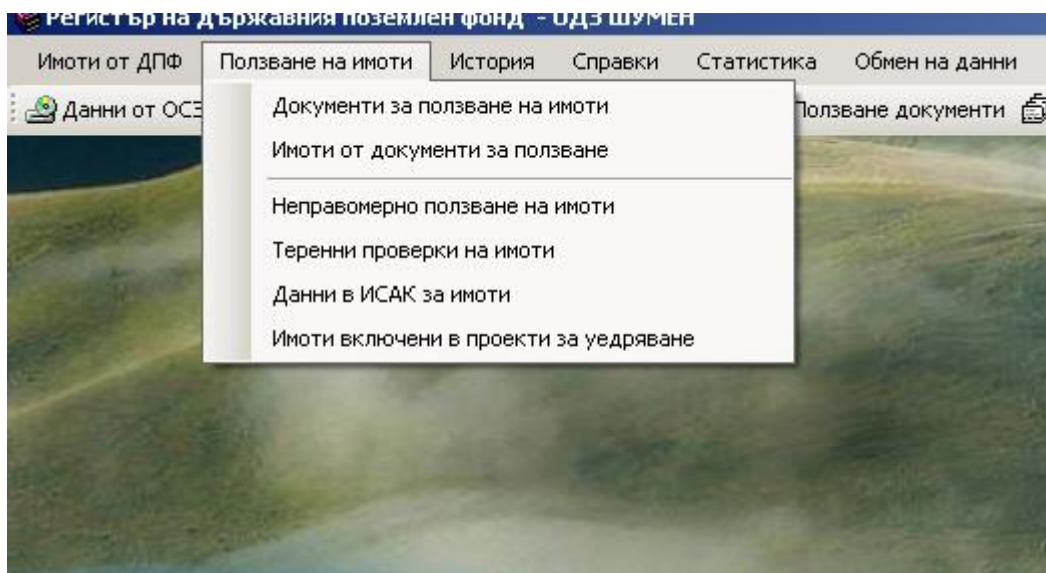 Регистър на държавния поземлен фонд - ОДЗ ШУМЕН
Имоти от ДПФ Ползване на имоти История Справки Статистика Обмен на данни
Данни от ОСЗ Ползване документи
Документи за ползване на имоти
Имоти от документи за ползване
Неправомерно ползване на имоти
Теренни проверки на имоти
Данни в ИСАК за имоти
Имоти включени в проекти за уедряване